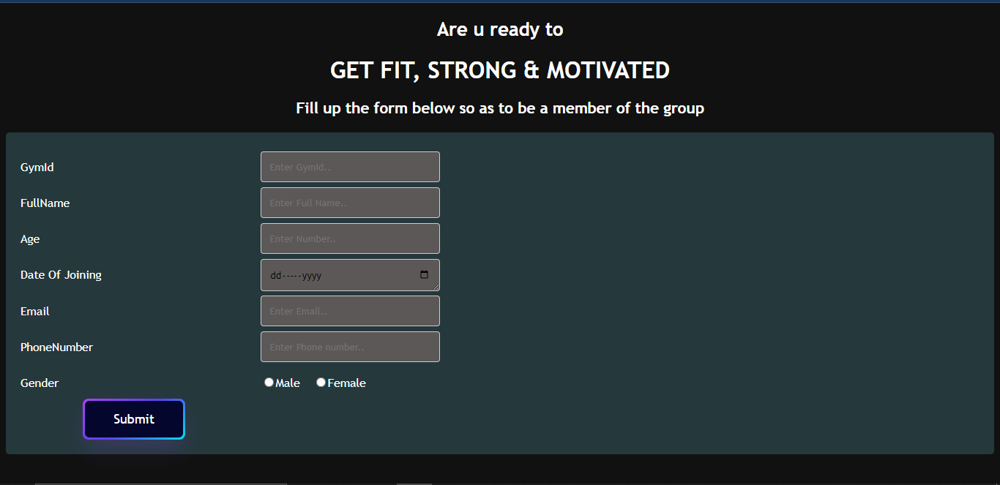 Are u ready to
GET FIT, STRONG & MOTIVATED
Fill up the form below so as to be a member of the group
GymId Enter GymId..
FullName Enter Full Name..
Age Enter Number..
Date Of Joining dd-----yyyy
Email Enter Email..
PhoneNumber Enter Phone number..
Gender Male Female
Submit